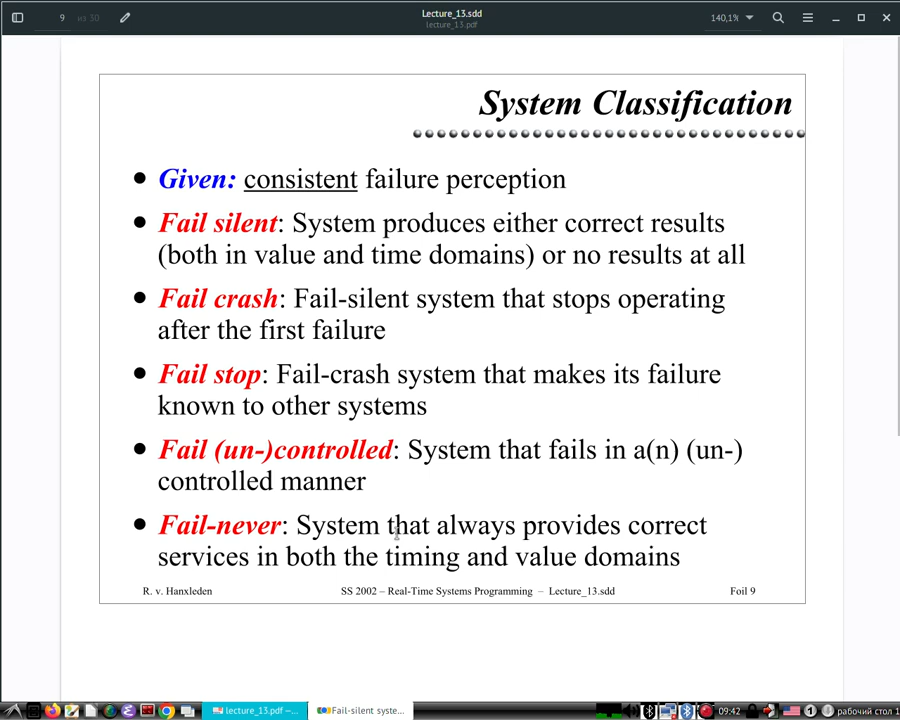 9 из 30
Lecture_13.sdd
lecture_13.pdf
140,1%
System Classification
Given: consistent failure perception
Fail silent: System produces either correct results
(both in value and time domains) or no results at all
Fail crash: Fail-silent system that stops operating
after the first failure
Fail stop: Fail-crash system that makes its failure
known to other systems
Fail (un-)controlled: System that fails in a(n) (un-)
controlled manner
Fail-never: System that always provides correct
services in both the timing and value domains
R. v. Hanxleden SS 2002 – Real-Time Systems Programming – Lecture_13.sdd Foil 9
lecture_13.pdf –... Fail-silent syste... 09:42 1 рабочий стол 1